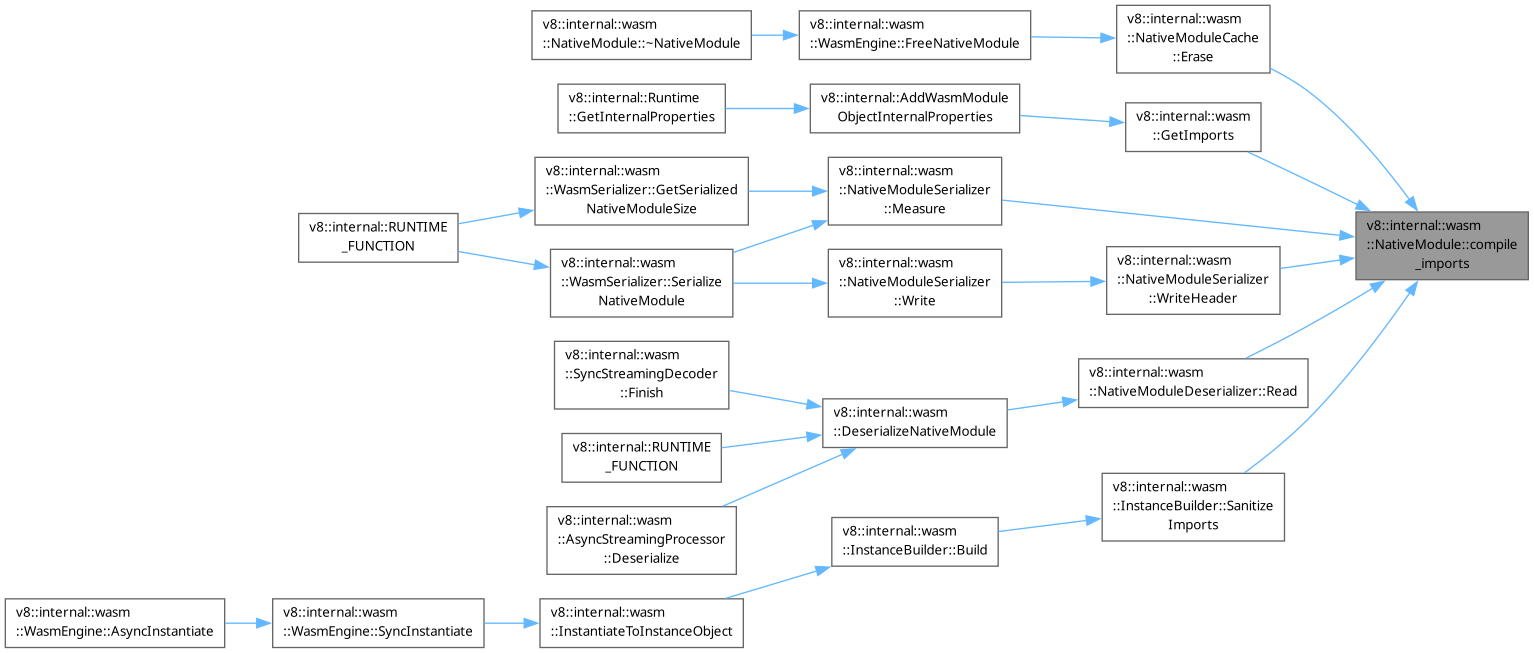 v8::internal::wasm
::NativeModule::~NativeModule
v8::internal::wasm
::WasmEngine::FreeNativeModule
v8::internal::wasm
::NativeModuleCache
::Erase
v8::internal::Runtime
::GetInternalProperties
v8::internal::AddWasmModule
ObjectInternalProperties
v8::internal::wasm
::GetImports
v8::internal::wasm
::WasmSerializer::GetSerialized
NativeModuleSize
v8::internal::wasm
::NativeModuleSerializer
::Measure
v8::internal::RUNTIME
_FUNCTION
v8::internal::wasm
::NativeModule::compile
_imports
v8::internal::wasm
::WasmSerializer::Serialize
NativeModule
v8::internal::wasm
::NativeModuleSerializer
::Write
v8::internal::wasm
::NativeModuleSerializer
::WriteHeader
v8::internal::wasm
::SyncStreamingDecoder
::Finish
v8::internal::wasm
::NativeModuleDeserializer::Read
v8::internal::wasm
::DeserializeNativeModule
v8::internal::RUNTIME
_FUNCTION
v8::internal::wasm
::InstanceBuilder::Sanitize
Imports
v8::internal::wasm
::AsyncStreamingProcessor
::Deserialize
v8::internal::wasm
::InstanceBuilder::Build
v8::internal::wasm
::WasmEngine::AsyncInstantiate
v8::internal::wasm
::WasmEngine::SyncInstantiate
v8::internal::wasm
::InstantiateToInstanceObject